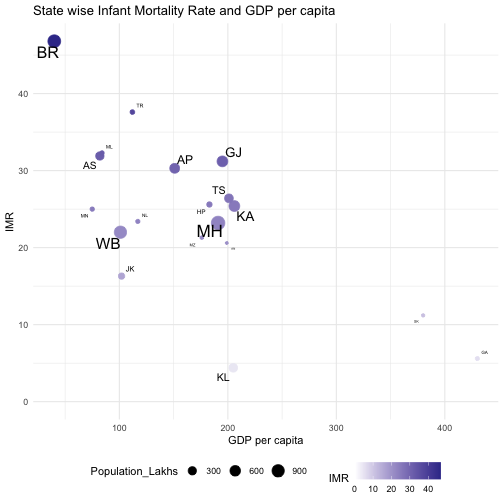 State wise Infant Mortality Rate and GDP per capita
BR
40
TR
ML
AS
AP
GJ
30
TS
HP
KA
MN
NL
MH
WB
MZ
20
JK
IMR
10
GA
KL
0
100
200
300
400
GDP per capita
Population_Lakhs
300
600
900
IMR
0
10
20
30
40